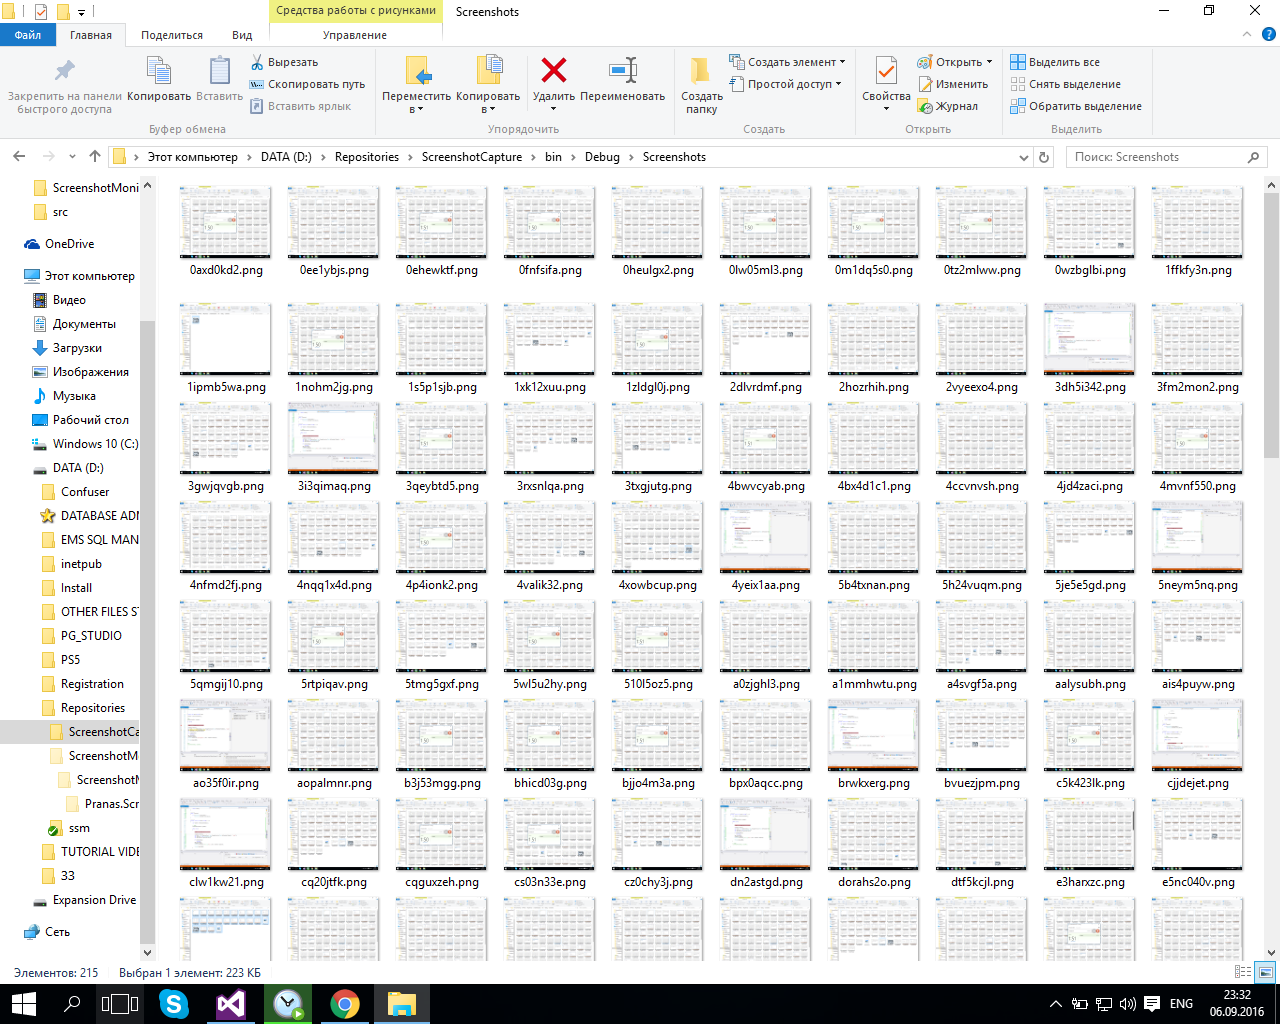 Средства работы с рисунками
Screenshots
Файл
Главная
Поделиться
Вид
Управление
Закрепить на панели быстрого доступа
Копировать
Вставить
Вырезать
Скопировать путь
Вставить ярлык
Переместить в
Копировать в
Удалить
Переименовать
Создать папку
Создать элемент
Простой доступ
Свойства
Открыть
Изменить
Журнал
Выделить все
Снять выделение
Обратить выделение
Буфер обмена
Упорядочить
Создать
Открыть
Выделить
Этот компьютер > DATA (D:) > Repositories > ScreenshotCapture > bin > Debug > Screenshots
Поиск: Screenshots
ScreenshotMoni
src
OneDrive
Этот компьютер
Видео
Документы
Загрузки
Изображения
Музыка
Рабочий стол
Windows 10 (C:)
DATA (D:)
Confuser
DATABASE ADM
EMS SQL MAN
inetpub
Install
OTHER FILES ST
PG_STUDIO
PS5
Registration
Repositories
ScreenshotCa
ScreenshotM
Screenshot
Pranas.Scr
ssm
TUTORIAL VIDE
33
Expansion Drive
Сеть
0axd0kd2.png 0ee1ybjs.png 0ehewktf.png 0fnfsifa.png 0heulgx2.png 0lw05ml3.png 0m1dq5s0.png 0tz2mlww.png 0wzbglbi.png 1ffkfy3n.png
1ipmb5wa.png 1nohm2jg.png 1s5p1sjb.png 1xk12xuu.png 1zldgl0j.png 2dlvrdmf.png 2hozrhih.png 2vyeexo4.png 3dh5i342.png 3fm2mon2.png
3gwjqvgb.png 3i3qimaq.png 3qeybtd5.png 3rxsnlqa.png 3txgjutg.png 4bwvcyab.png 4bx4d1c1.png 4ccvnvsh.png 4jd4zaci.png 4mvnf550.png
4nfmd2fj.png 4nqq1x4d.png 4p4ionk2.png 4valik32.png 4xowbcup.png 4yeix1aa.png 5b4txnan.png 5h24vuqm.png 5je5e5gd.png 5neym5nq.png
5qmgij10.png 5rtpiqav.png 5tmg5gxf.png 5wl5u2hy.png 510l5oz5.png a0zjghl3.png a1mmhwtu.png a4svgf5a.png aalysubh.png ais4puyw.png
ao35f0ir.png aopalmnr.png b3j53mgg.png bhicd03g.png bjjo4m3a.png bpx0aqcc.png brwkxerg.png bvuezjpm.png c5k423lk.png cjjdejet.png
clw1kw21.png cq20jtfk.png cqguxzeh.png cs03n33e.png cz0chy3j.png dn2astgd.png dorahs2o.png dtf5kcjl.png e3harxzc.png e5nc040v.png
Элементов: 215
Выбран 1 элемент: 223 КБ
ENG
23:32
06.09.2016